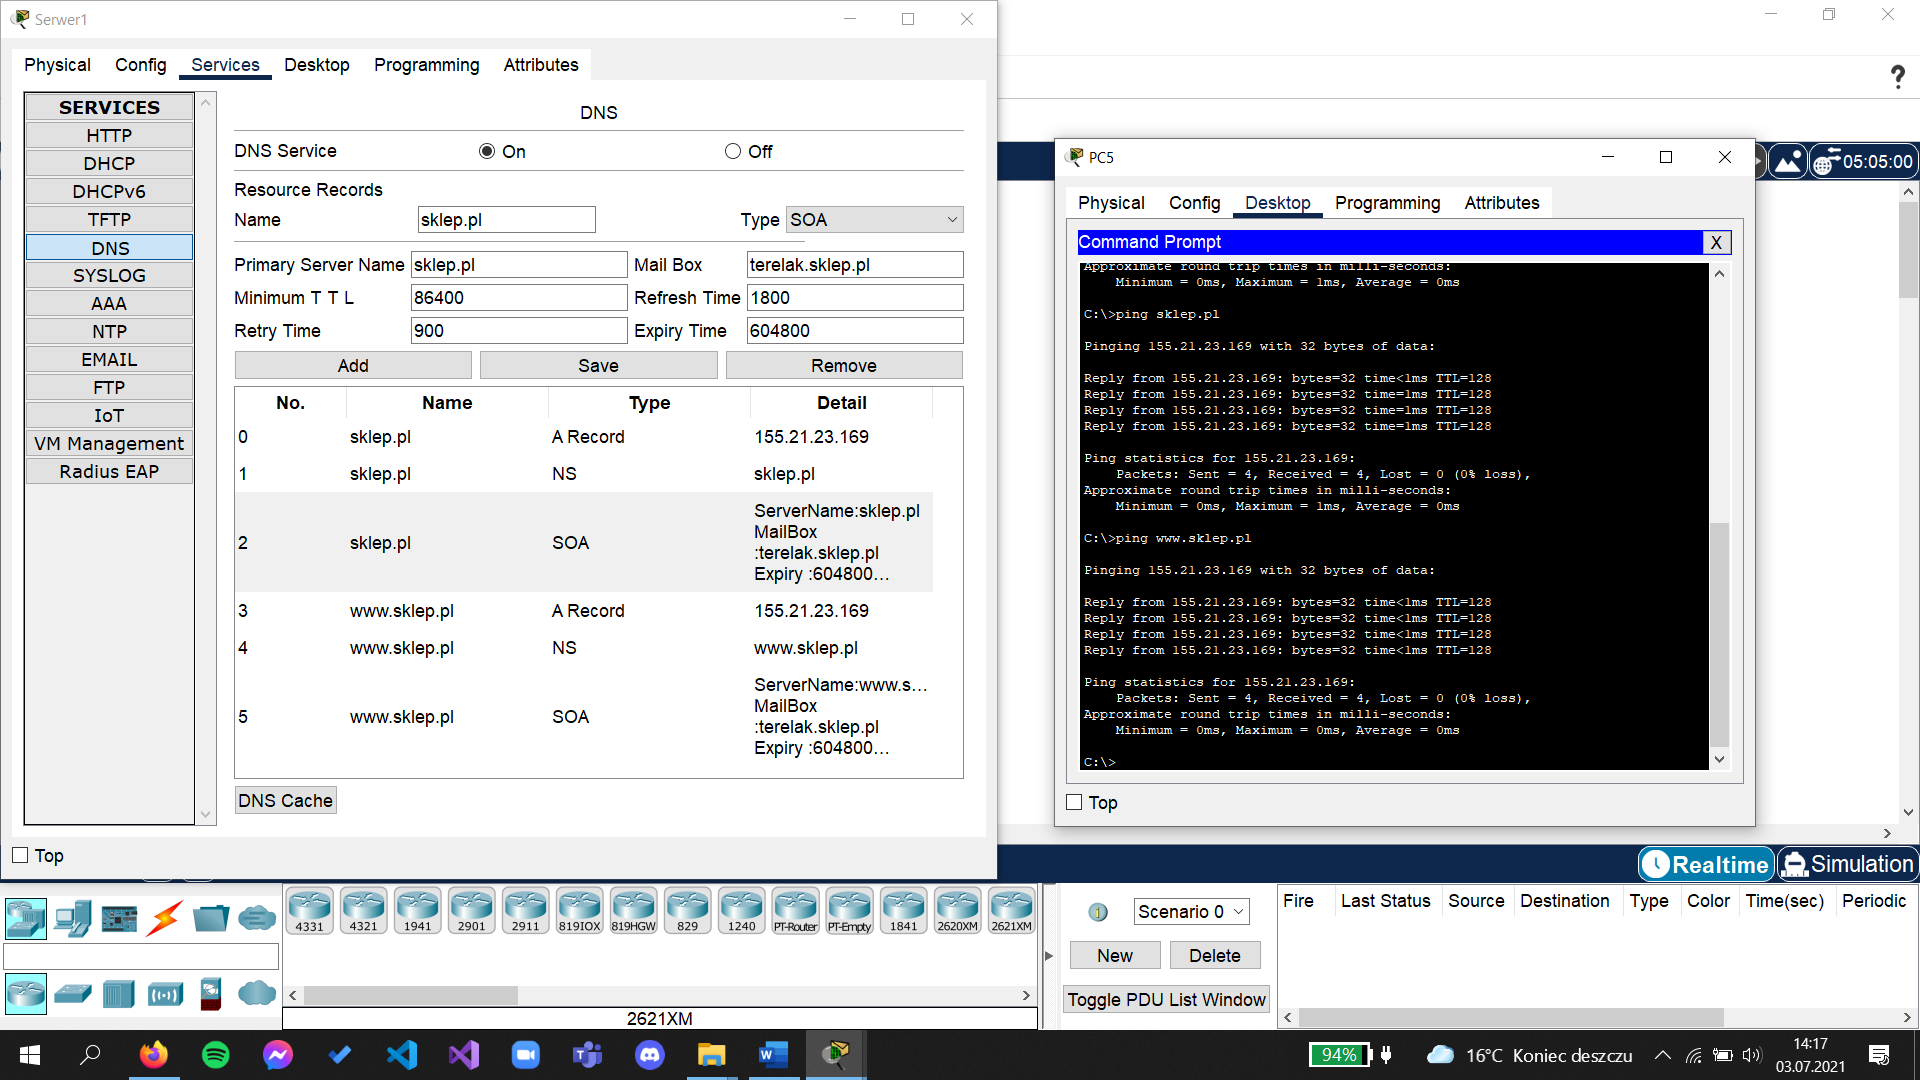 Serwer1
Physical Config Services Desktop Programming Attributes
SERVICES
HTTP
DHCP
DHCPv6
TFTP
DNS
SYSLOG
AAA
NTP
EMAIL
FTP
IoT
VM Management
Radius EAP
DNS
DNS Service On Off
Resource Records
Name sklep.pl Type SOA
Primary Server Name sklep.pl Mail Box terelak.sklep.pl
Minimum T T L 86400 Refresh Time 1800
Retry Time 900 Expiry Time 604800
Add Save Remove
No. Name Type Detail
0 sklep.pl A Record 155.21.23.169
1 sklep.pl NS sklep.pl
2 sklep.pl SOA ServerName:sklep.pl
MailBox
:terelak.sklep.pl
Expiry :604800...
3 www.sklep.pl A Record 155.21.23.169
4 www.sklep.pl NS www.sklep.pl
5 www.sklep.pl SOA ServerName:www.s...
MailBox
:terelak.sklep.pl
Expiry :604800...
DNS Cache
Top
?
05:05:00
PC5
Physical Config Desktop Programming Attributes
Command Prompt X
Approximate round trip times in milli-seconds:
Minimum = 0ms, Maximum = 1ms, Average = 0ms
C:\>ping sklep.pl
Pinging 155.21.23.169 with 32 bytes of data:
Reply from 155.21.23.169: bytes=32 time<1ms TTL=128
Reply from 155.21.23.169: bytes=32 time=1ms TTL=128
Reply from 155.21.23.169: bytes=32 time=1ms TTL=128
Reply from 155.21.23.169: bytes=32 time=1ms TTL=128
Ping statistics for 155.21.23.169:
Packets: Sent = 4, Received = 4, Lost = 0 (0% loss),
Approximate round trip times in milli-seconds:
Minimum = 0ms, Maximum = 1ms, Average = 0ms
C:\>ping www.sklep.pl
Pinging 155.21.23.169 with 32 bytes of data:
Reply from 155.21.23.169: bytes=32 time<1ms TTL=128
Reply from 155.21.23.169: bytes=32 time<1ms TTL=128
Reply from 155.21.23.169: bytes=32 time<1ms TTL=128
Reply from 155.21.23.169: bytes=32 time<1ms TTL=128
Ping statistics for 155.21.23.169:
Packets: Sent = 4, Received = 4, Lost = 0 (0% loss),
Approximate round trip times in milli-seconds:
Minimum = 0ms, Maximum = 0ms, Average = 0ms
C:\>
Top
Realtime Simulation
4331 4321 1941 2901 2911 819IOX 819HGW 829 1240 PT-Router PT-Empty 1841 2620XM 2621XM
2621XM
Scenario 0
New Delete
Toggle PDU List Window
Fire Last Status Source Destination Type Color Time(sec) Periodic
94% 16°C Koniec deszczu
14:17
03.07.2021